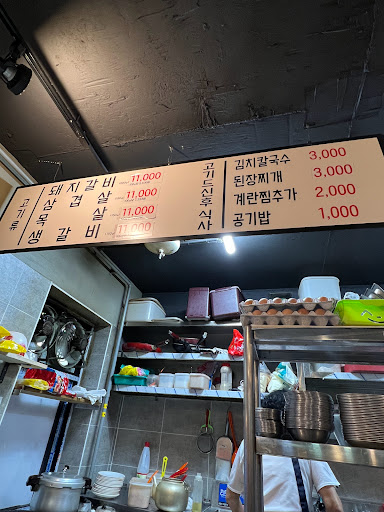 고기류
돼지갈비 11,000
삼겹살 11,000
목살 11,000
생갈비 11,000
고기드신후식사
김치칼국수 3,000
된장찌개 3,000
계란찜추가 2,000
공기밥 1,000